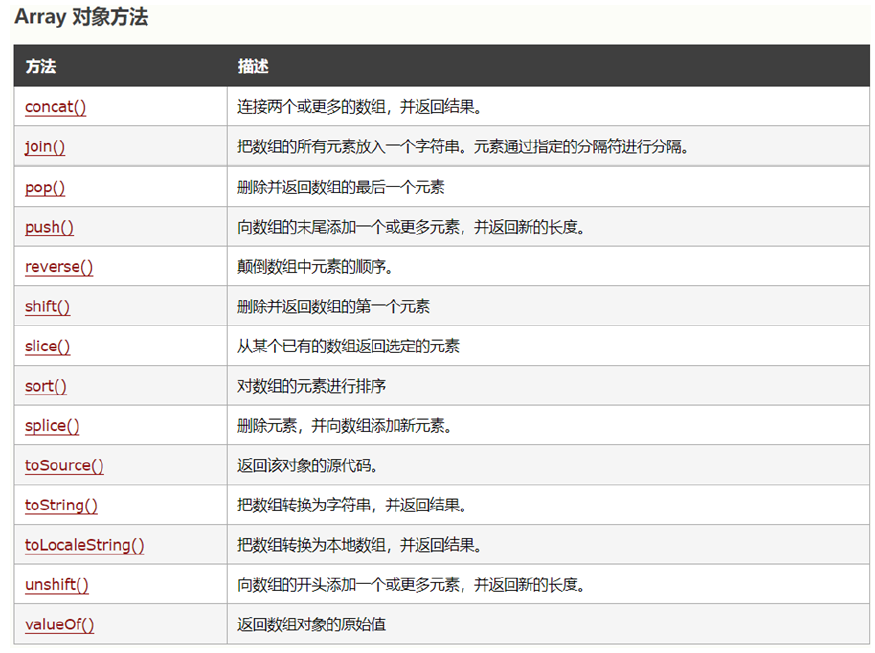 Array 对象方法
方法 描述
concat() 连接两个或更多的数组，并返回结果。
join() 把数组的所有元素放入一个字符串。元素通过指定的分隔符进行分隔。
pop() 删除并返回数组的最后一个元素
push() 向数组的末尾添加一个或更多元素，并返回新的长度。
reverse() 颠倒数组中元素的顺序。
shift() 删除并返回数组的第一个元素
slice() 从某个已有的数组返回选定的元素
sort() 对数组的元素进行排序
splice() 删除元素，并向数组添加新元素。
toSource() 返回该对象的源代码。
toString() 把数组转换为字符串，并返回结果。
toLocaleString() 把数组转换为本地数组，并返回结果。
unshift() 向数组的开头添加一个或更多元素，并返回新的长度。
valueOf() 返回数组对象的原始值